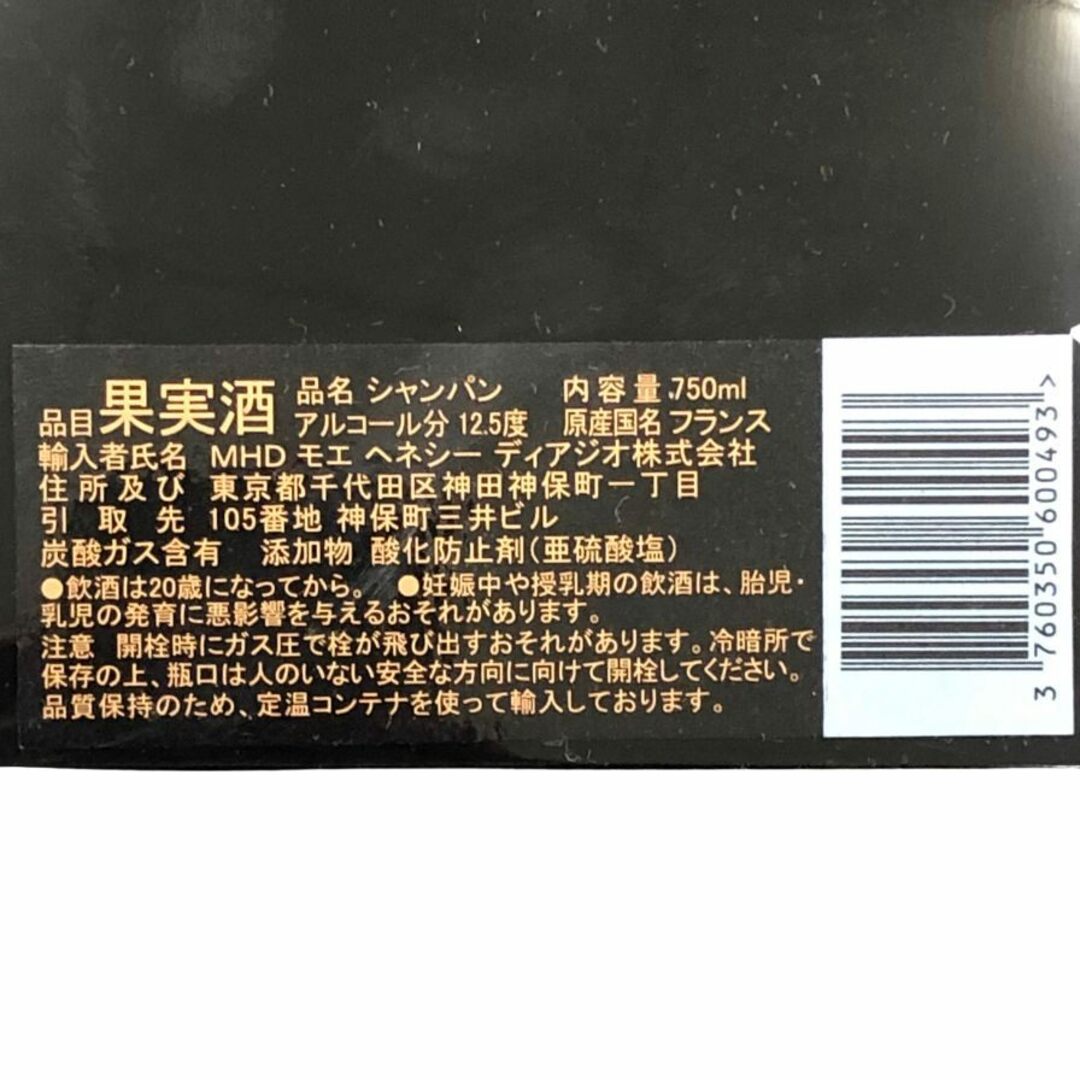 品目 果実酒 品名 シャンパン 内容量 750ml
アルコール分 12.5度 原産国名 フランス
輸入者氏名 MHD モエ ヘネシー ディアジオ株式会社
住所及び 東京都千代田区神田神保町一丁目
引取先 105番地 神保町三井ビル
炭酸ガス含有 添加物 酸化防止剤(亜硫酸塩)
●飲酒は20歳になってから。 ●妊娠中や授乳期の飲酒は、胎児・
乳児の発育に悪影響を与えるおそれがあります。
注意 開栓時にガス圧で栓が飛び出すおそれがあります。冷暗所で
保存の上、瓶口は人のいない安全な方向に向けて開栓してください。
品質保持のため、定温コンテナを使って輸入しております。
3 760350 600493 >